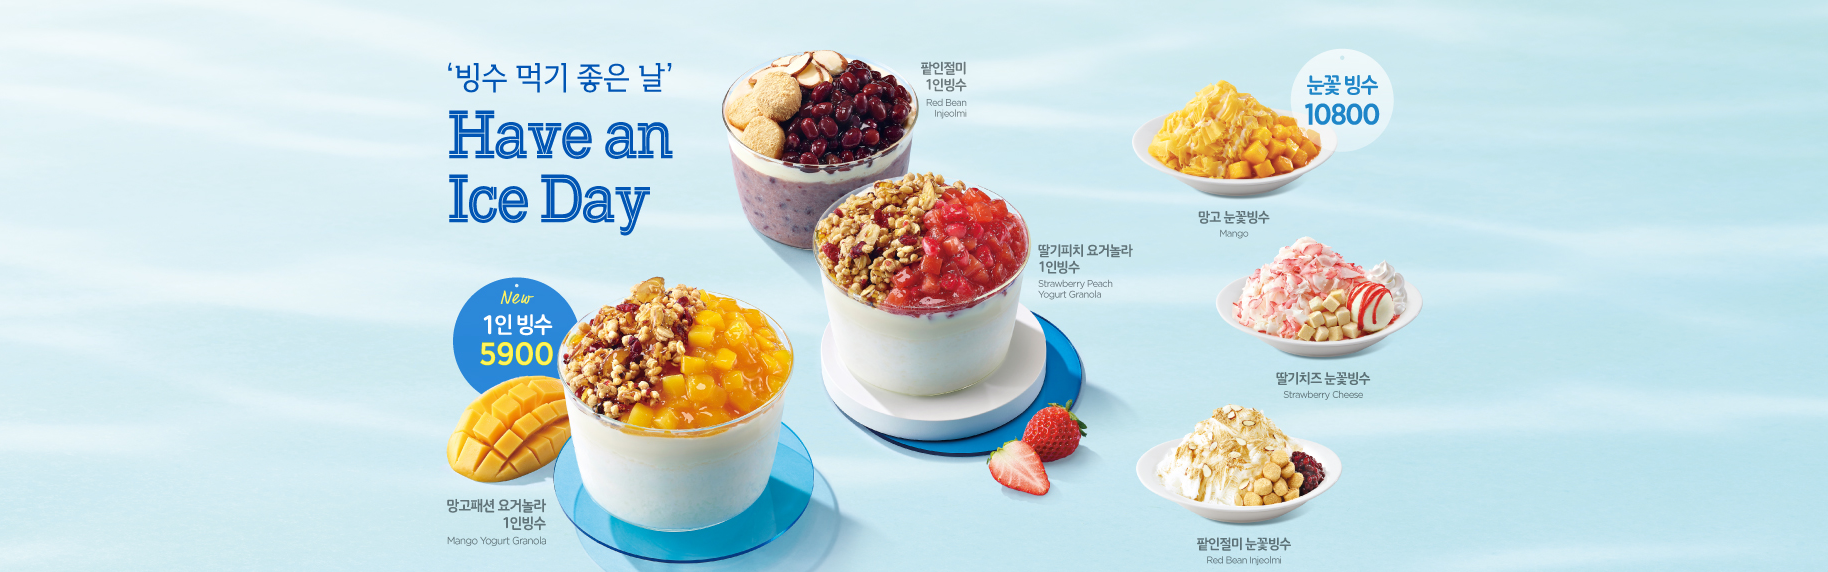 ‘빙수 먹기 좋은 날’
Have an
Ice Day
New
1인 빙수
5900
망고패션 요거놀라
1인빙수
Mango Yogurt Granola
팥인절미
1인빙수
Red Bean
Injeolmi
딸기피치 요거놀라
1인빙수
Strawberry Peach
Yogurt Granola
눈꽃 빙수
10800
망고 눈꽃빙수
Mango
딸기치즈 눈꽃빙수
Strawberry Cheese
팥인절미 눈꽃빙수
Red Bean Injeolmi